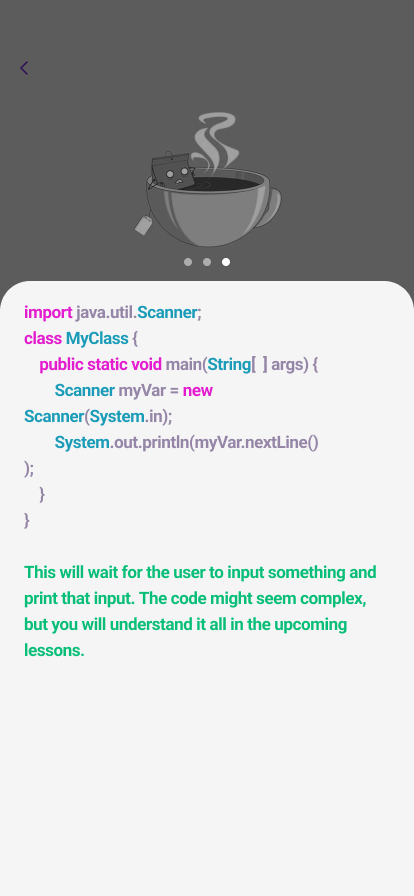 import java.util.Scanner;
class MyClass {
    public static void main(String[  ] args) {
        Scanner myVar = new
Scanner(System.in);
        System.out.println(myVar.nextLine()
);
    }
}
This will wait for the user to input something and
print that input. The code might seem complex,
but you will understand it all in the upcoming
lessons.